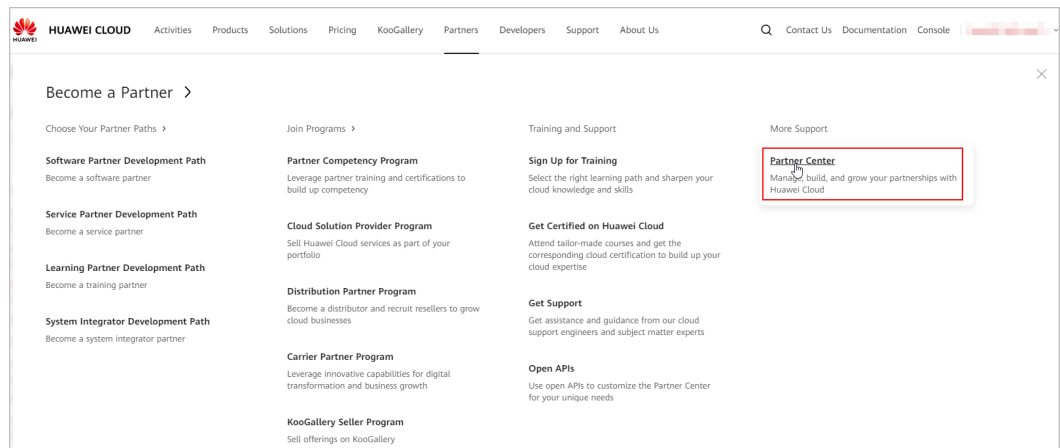 HUAWEI
HUAWEI CLOUD Activities Products Solutions Pricing KooGallery Partners Developers Support About Us Contact Us Documentation Console
Become a Partner >
Choose Your Partner Paths >
Software Partner Development Path
Become a software partner
Service Partner Development Path
Become a service partner
Learning Partner Development Path
Become a training partner
System Integrator Development Path
Become a system integrator partner
Join Programs >
Partner Competency Program
Leverage partner training and certifications to
build up competency
Cloud Solution Provider Program
Sell Huawei Cloud services as part of your
portfolio
Distribution Partner Program
Become a distributor and recruit resellers to grow
cloud businesses
Carrier Partner Program
Leverage innovative capabilities for digital
transformation and business growth
KooGallery Seller Program
Sell offerings on KooGallery
Training and Support
Sign Up for Training
Select the right learning path and sharpen your
cloud knowledge and skills
Get Certified on Huawei Cloud
Attend tailor-made courses and get the
corresponding cloud certification to build up your
cloud expertise
Get Support
Get assistance and guidance from our cloud
support engineers and subject matter experts
Open APIs
Use open APIs to customize the Partner Center
for your unique needs
More Support
Partner Center
Manage, build, and grow your partnerships with
Huawei Cloud